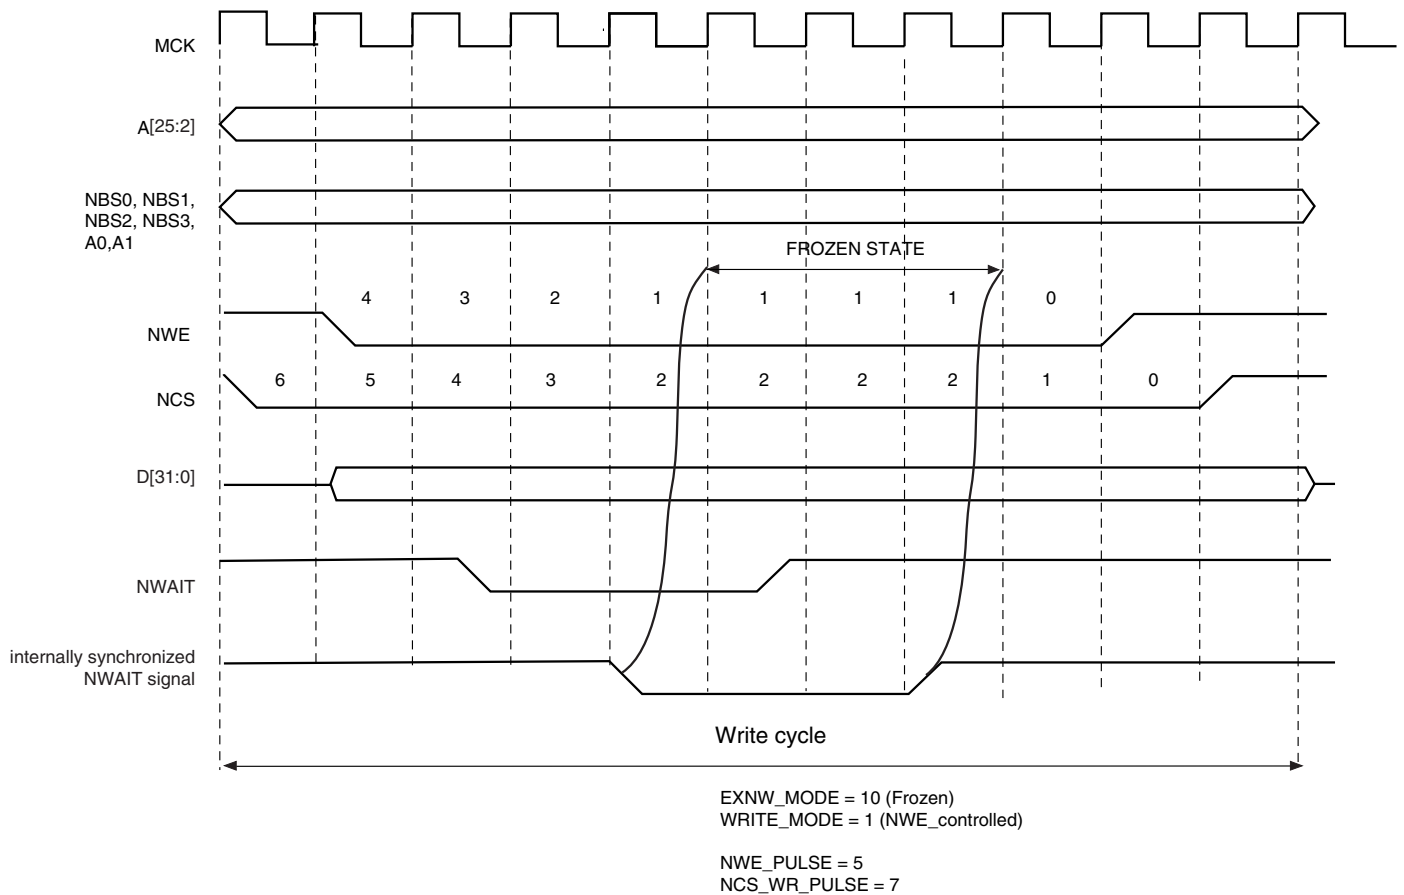 MCK
A[25:2]
NBS0, NBS1,
NBS2, NBS3,
A0,A1
FROZEN STATE
4 3 2 1 1 1 1 0
NWE
6 5 4 3 2 2 2 2 1 0
NCS
D[31:0]
NWAIT
internally synchronized
NWAIT signal
Write cycle
EXNW_MODE = 10 (Frozen)
WRITE_MODE = 1 (NWE_controlled)
NWE_PULSE = 5
NCS_WR_PULSE = 7